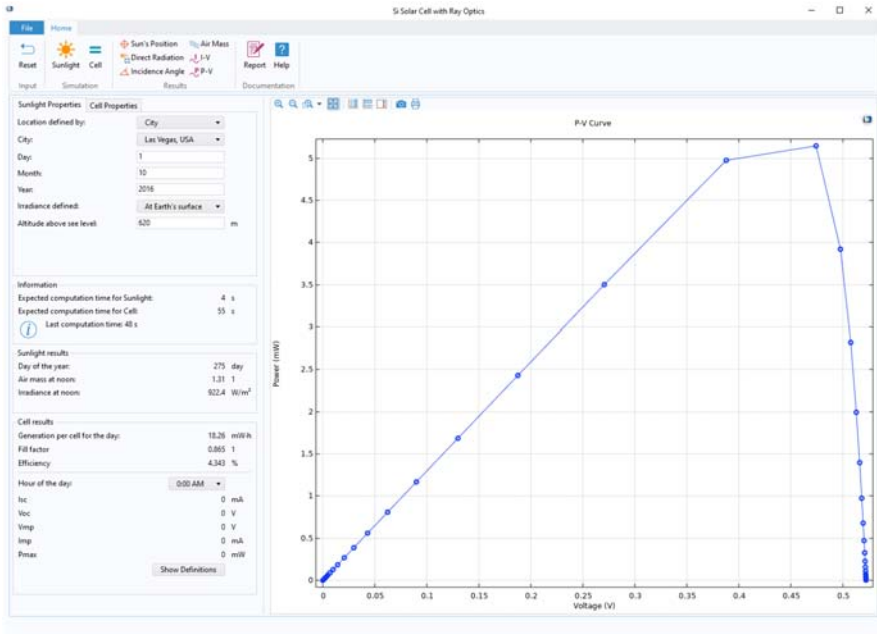 Si Solar Cell with Ray Optics
File Home
Reset Sunlight Cell Sun's Position Air Mass Report Help
Direct Radiation I-V
Incidence Angle P-V
Input Simulation Results Documentation
Sunlight Properties Cell Properties
Location defined by: City
City: Las Vegas, USA
Day: 1
Month: 10
Year: 2016
Irradiance defined: At Earth's surface
Altitude above see level: 620 m
Information
Expected computation time for Sunlight: 4 s
Expected computation time for Cell: 55 s
Last computation time: 48 s
Sunlight results
Day of the year: 275 day
Air mass at noon: 1.31 1
Irradiance at noon: 922.4 W/m²
Cell results
Generation per cell for the day: 18.26 mW·h
Fill factor 0.865 1
Efficiency 4.343 %
Hour of the day: 0:00 AM
Isc 0 mA
Voc 0 V
Vmp 0 V
Imp 0 mA
Pmax 0 mW
Show Definitions
P-V Curve
5
4.5
4
3.5
3
2.5
2
1.5
1
0.5
0
Power (mW)
0 0.05 0.1 0.15 0.2 0.25 0.3 0.35 0.4 0.45 0.5
Voltage (V)